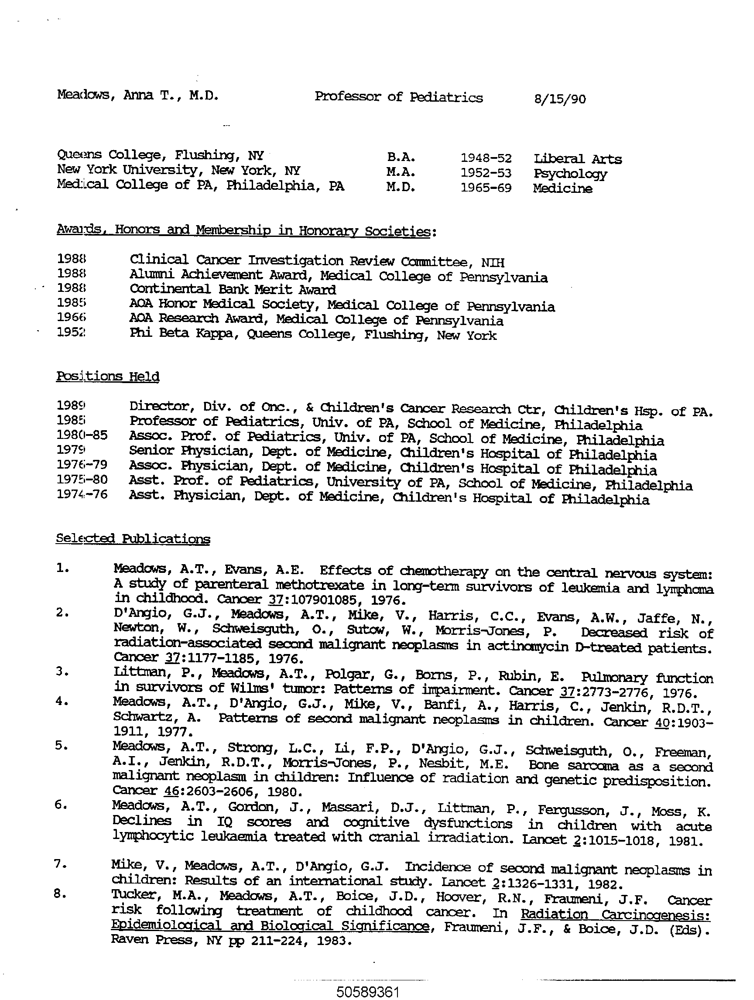 Meadows, Anna T., M.D. Professor of Pediatrics 8/15/90
Queens College, Flushing, NY B.A. 1948-52 Liberal Arts
New York University, New York, NY M.A. 1952-53 Psychology
Medical College of PA, Philadelphia, PA M.D. 1965-69 Medicine
Awards, Honors and Membership in Honorary Societies:
1988 Clinical Cancer Investigation Review Committee, NIH
1988 Alumni Achievement Award, Medical College of Pennsylvania
1988 Continental Bank Merit Award
1985 AOA Honor Medical Society, Medical College of Pennsylvania
1966 AOA Research Award, Medical College of Pennsylvania
1952 Phi Beta Kappa, Queens College, Flushing, New York
Positions Held
1989 Director, Div. of Onc., & Children's Cancer Research Ctr, Children's Hsp. of PA.
1985 Professor of Pediatrics, Univ. of PA, School of Medicine, Philadelphia
1980-85 Assoc. Prof. of Pediatrics, Univ. of PA, School of Medicine, Philadelphia
1979 Senior Physician, Dept. of Medicine, Children's Hospital of Philadelphia
1976-79 Assoc. Physician, Dept. of Medicine, Children's Hospital of Philadelphia
1975-80 Asst. Prof. of Pediatrics, University of PA, School of Medicine, Philadelphia
1974-76 Asst. Physician, Dept. of Medicine, Children's Hospital of Philadelphia
Selected Publications
1. Meadows, A.T., Evans, A.E. Effects of chemotherapy on the central nervous system:
A study of parenteral methotrexate in long-term survivors of leukemia and lymphoma
in childhood. Cancer 37:107901085, 1976.
2. D'Angio, G.J., Meadows, A.T., Mike, V., Harris, C.C., Evans, A.W., Jaffe, N.,
Newton, W., Schweisguth, O., Sutow, W., Morris-Jones, P. Decreased risk of
radiation-associated second malignant neoplasms in actinomycin D-treated patients.
Cancer 37:1177-1185, 1976.
3. Littman, P., Meadows, A.T., Polgar, G., Borns, P., Rubin, E. Pulmonary function
in survivors of Wilms' tumor: Patterns of impairment. Cancer 37:2773-2776, 1976.
4. Meadows, A.T., D'Angio, G.J., Mike, V., Banfi, A., Harris, C., Jenkin, R.D.T.,
Schwartz, A. Patterns of second malignant neoplasms in children. Cancer 40:1903-
1911, 1977.
5. Meadows, A.T., Strong, L.C., Li, F.P., D'Angio, G.J., Schweisguth, O., Freeman,
A.I., Jenkin, R.D.T., Morris-Jones, P., Nesbit, M.E. Bone sarcoma as a second
malignant neoplasm in children: Influence of radiation and genetic predisposition.
Cancer 46:2603-2606, 1980.
6. Meadows, A.T., Gordon, J., Massari, D.J., Littman, P., Fergusson, J., Moss, K.
Declines in IQ scores and cognitive dysfunctions in children with acute
lymphocytic leukaemia treated with cranial irradiation. Lancet 2:1015-1018, 1981.
7. Mike, V., Meadows, A.T., D'Angio, G.J. Incidence of second malignant neoplasms in
children: Results of an international study. Lancet 2:1326-1331, 1982.
8. Tucker, M.A., Meadows, A.T., Boice, J.D., Hoover, R.N., Fraumeni, J.F. Cancer
risk following treatment of childhood cancer. In Radiation Carcinogenesis:
Epidemiological and Biological Significance, Fraumeni, J.F., & Boice, J.D. (Eds).
Raven Press, NY pp 211-224, 1983.
50589361